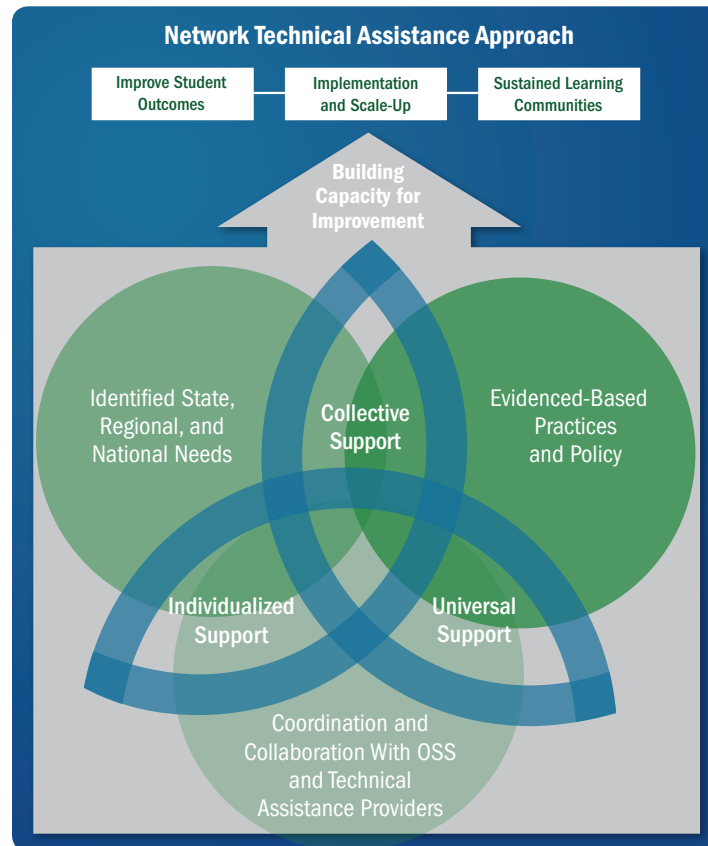 Network Technical Assistance Approach
Improve Student
Outcomes
Implementation
and Scale-Up
Sustained Learning
Communities
Building
Capacity for
Improvement
Identified State,
Regional, and
National Needs
Collective
Support
Evidenced-Based
Practices
and Policy
Individualized
Support
Universal
Support
Coordination and
Collaboration With OSS
and Technical
Assistance Providers